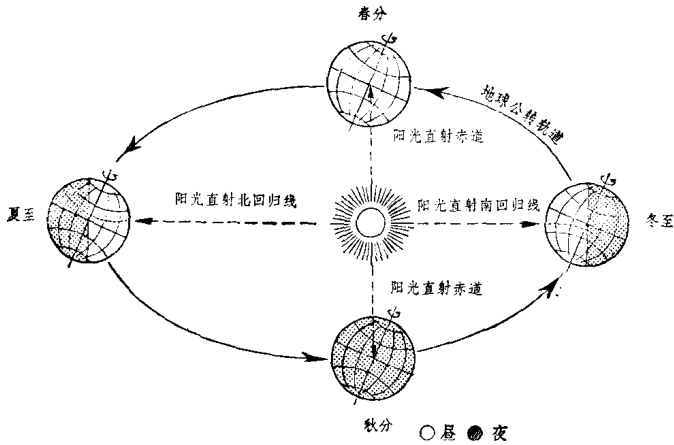 春分
地球公转轨道
阳光直射赤道
夏至
阳光直射北回归线
阳光直射南回归线
冬至
阳光直射赤道
秋分
昼 夜